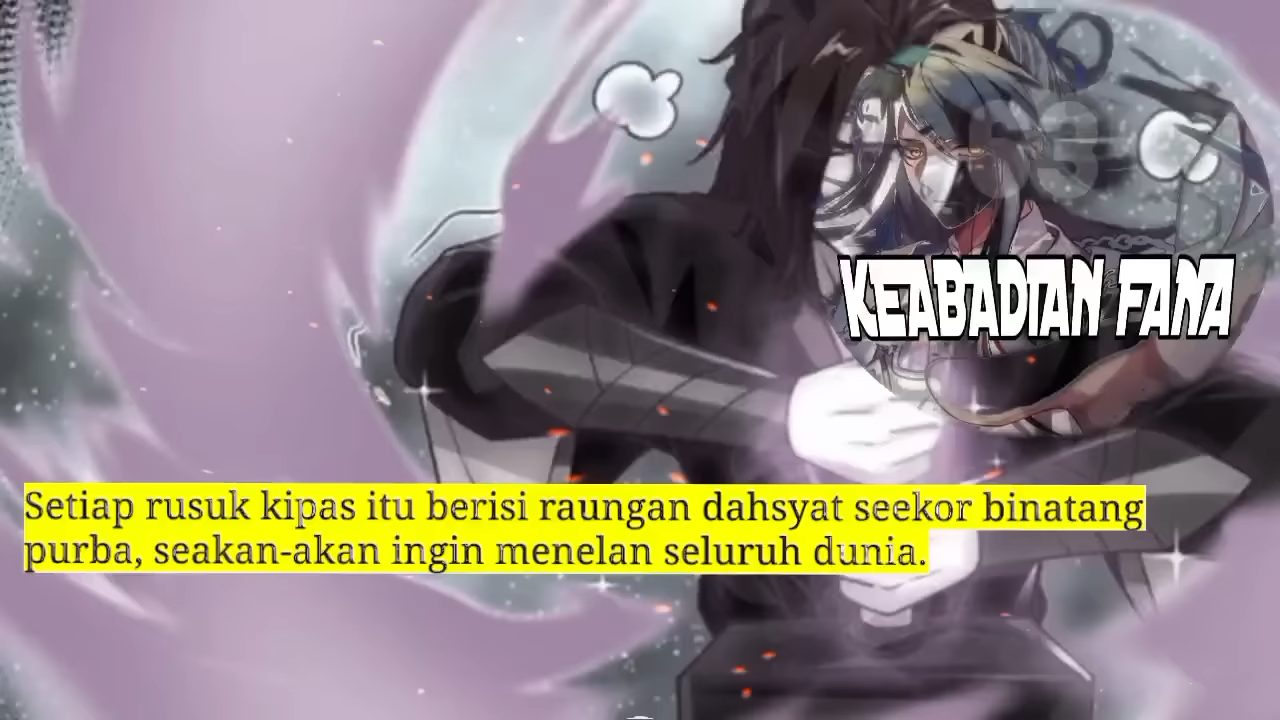 KEABADIAN FANA
Setiap rusuk kipas itu berisi raungan dahsyat seekor binatang
purba, seakan-akan ingin menelan seluruh dunia.